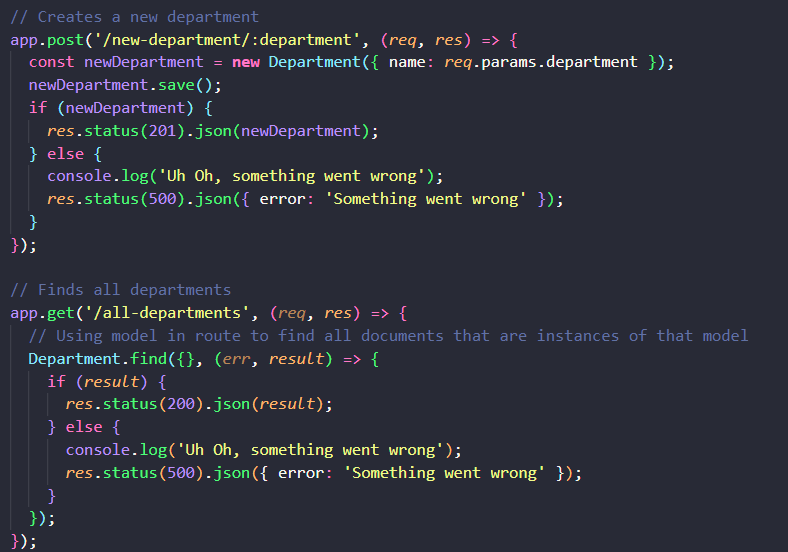 // Creates a new department
app.post('/new-department/:department', (req, res) => {
  const newDepartment = new Department({ name: req.params.department });
  newDepartment.save();
  if (newDepartment) {
    res.status(201).json(newDepartment);
  } else {
    console.log('Uh Oh, something went wrong');
    res.status(500).json({ error: 'Something went wrong' });
  }
});

// Finds all departments
app.get('/all-departments', (req, res) => {
  // Using model in route to find all documents that are instances of that model
  Department.find({}, (err, result) => {
    if (result) {
      res.status(200).json(result);
    } else {
      console.log('Uh Oh, something went wrong');
      res.status(500).json({ error: 'Something went wrong' });
    }
  });
});